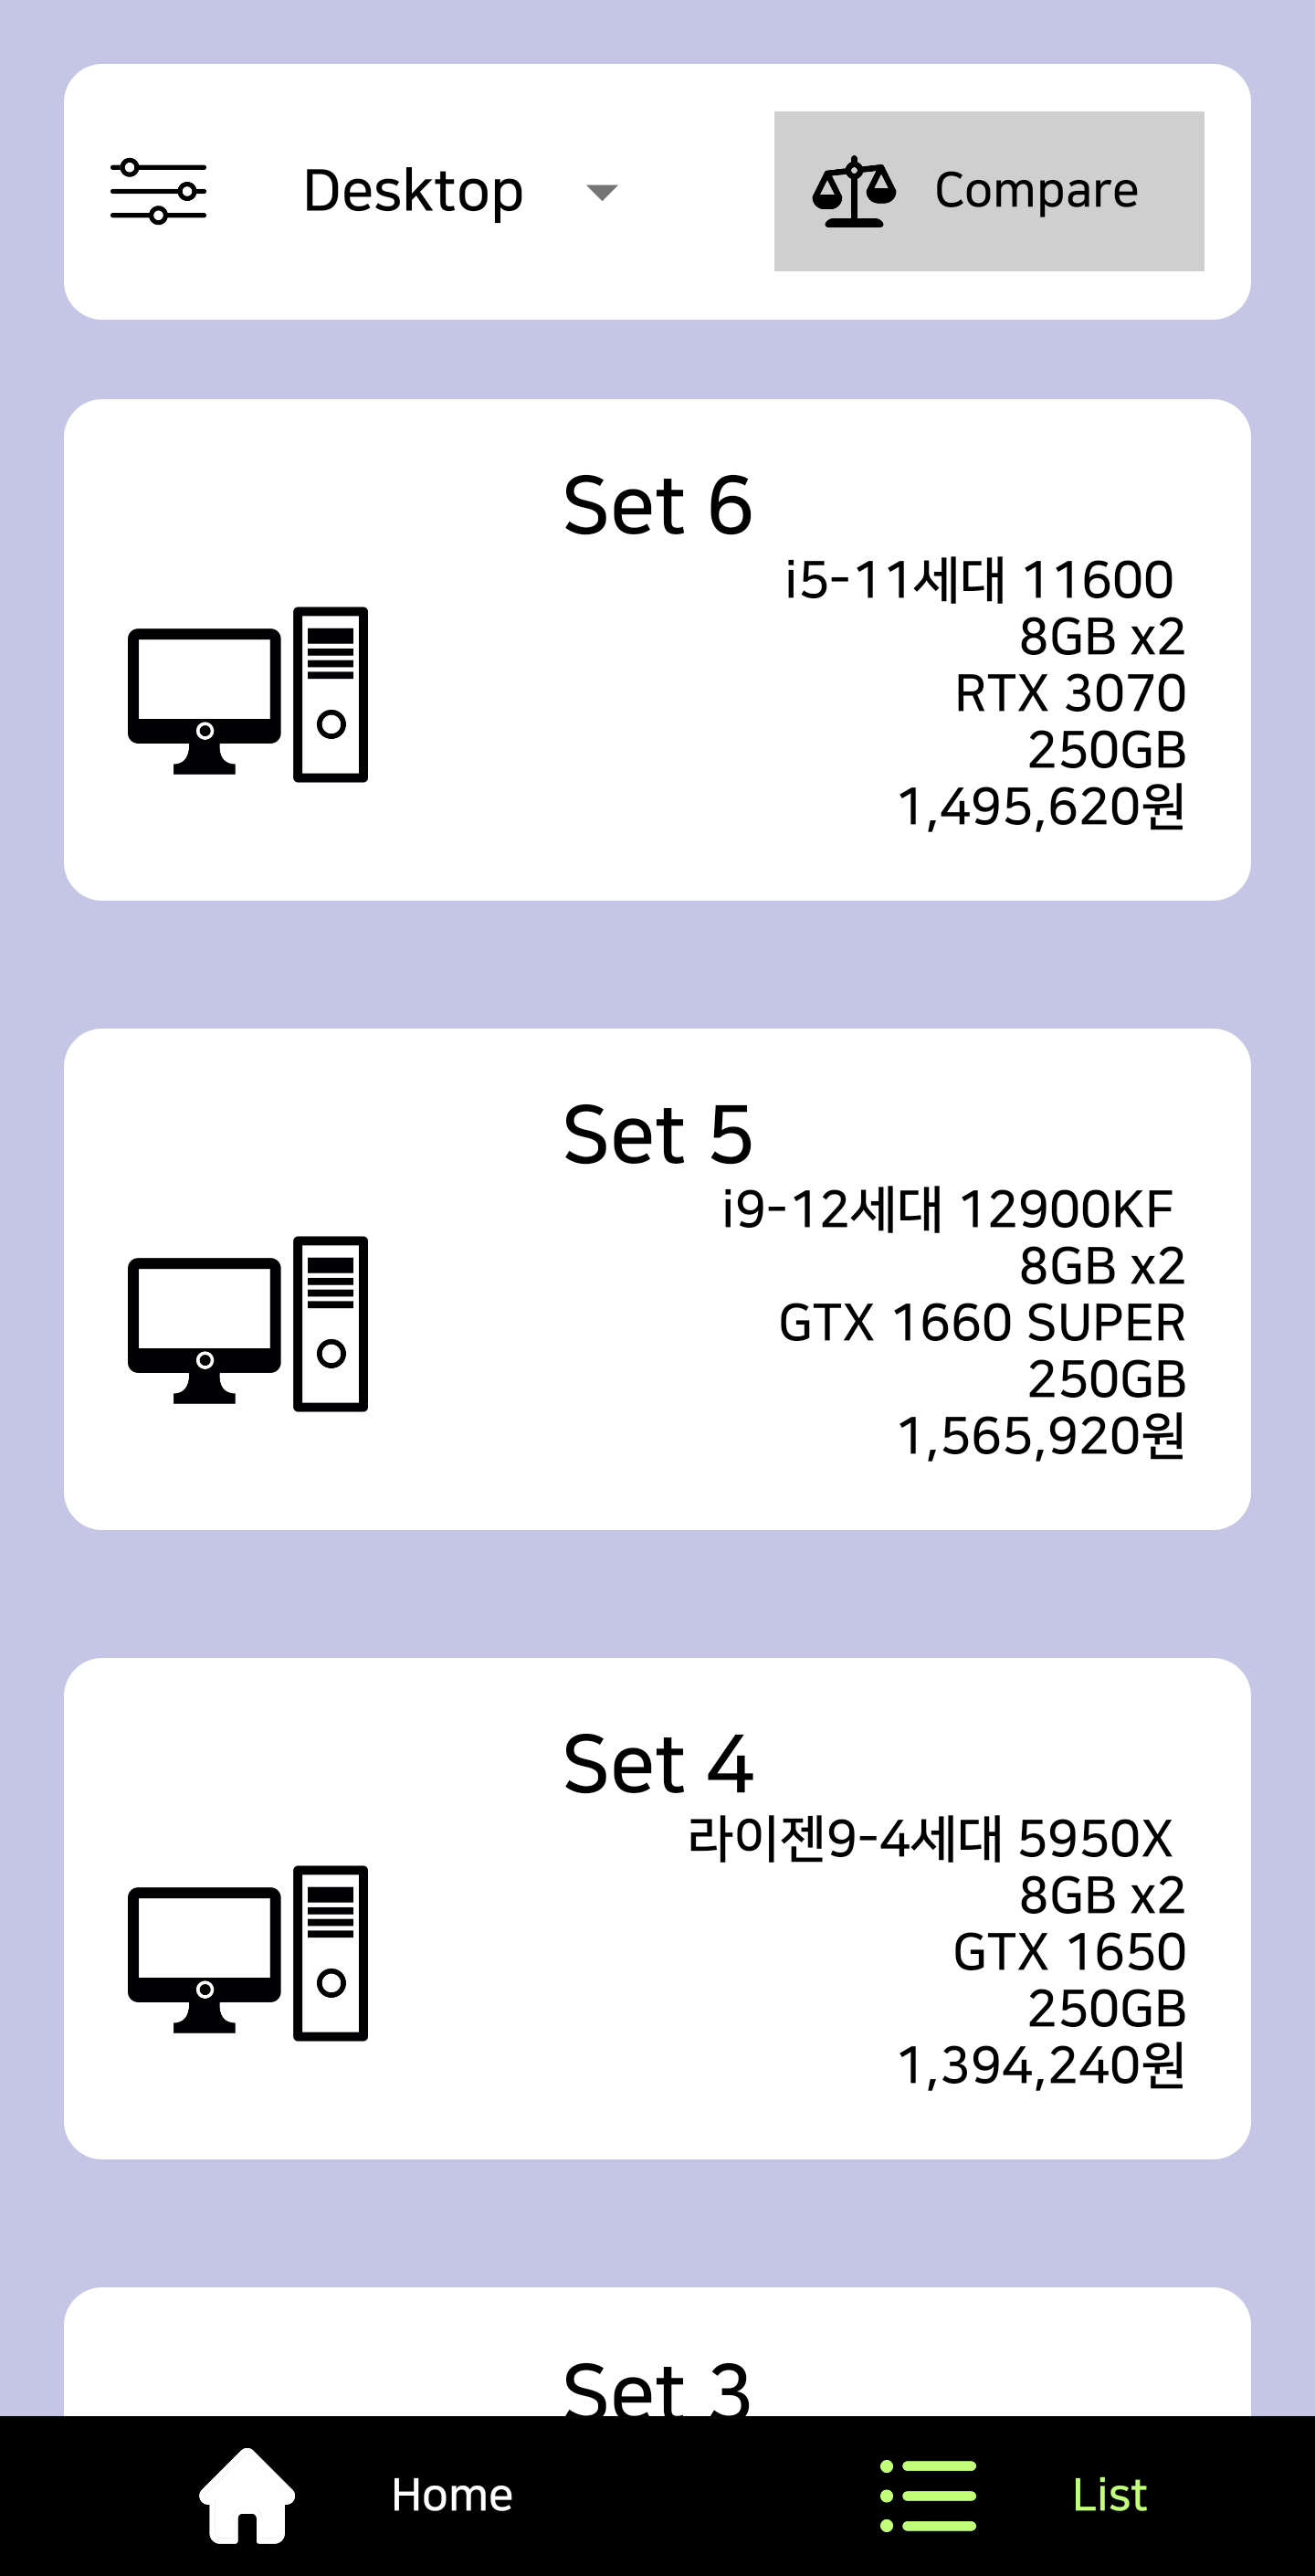 Desktop
Compare
Set 6
i5-11세대 11600
8GB x2
RTX 3070
250GB
1,495,620원
Set 5
i9-12세대 12900KF
8GB x2
GTX 1660 SUPER
250GB
1,565,920원
Set 4
라이젠9-4세대 5950X
8GB x2
GTX 1650
250GB
1,394,240원
Set 3
Home
List